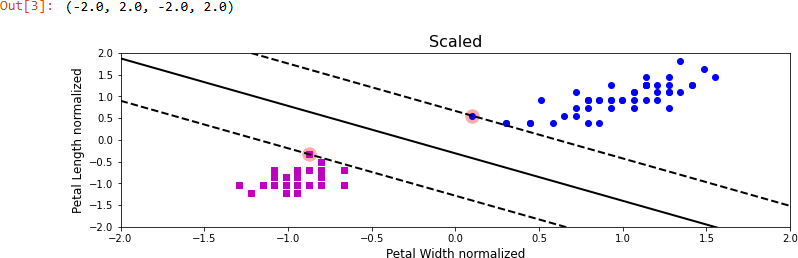 Out[3]: (-2.0, 2.0, -2.0, 2.0)
Scaled
2.0
1.5
1.0
0.5
0.0
−0.5
−1.0
−1.5
−2.0
Petal Length normalized
−2.0 −1.5 −1.0 −0.5 0.0 0.5 1.0 1.5 2.0
Petal Width normalized